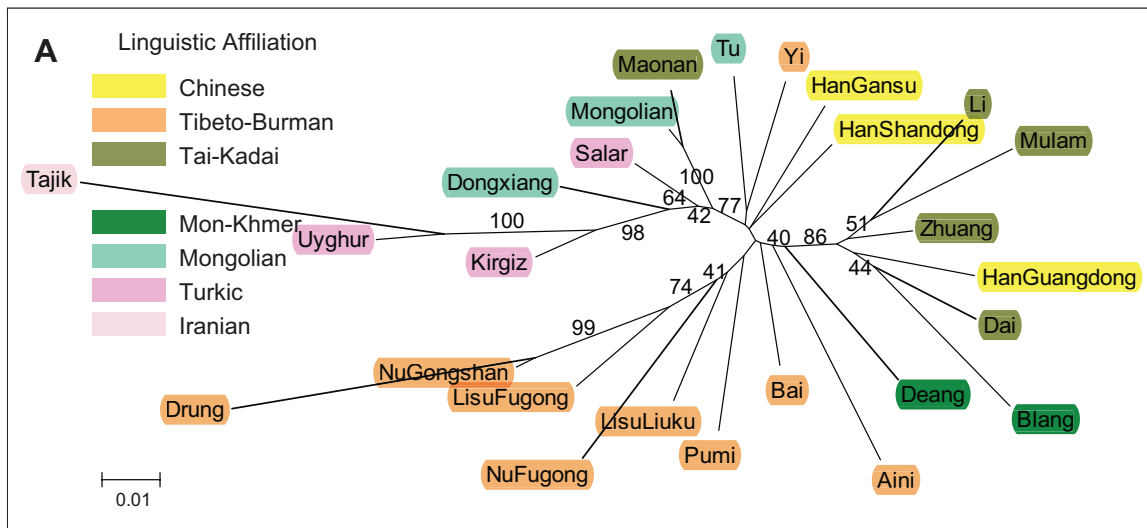 A
Linguistic Affiliation
Chinese
Tibeto-Burman
Tai-Kadai
Mon-Khmer
Mongolian
Turkic
Iranian
Tu
Yi
Maonan
HanGansu
Mongolian
Li
HanShandong
Mulam
Salar
Tajik
Dongxiang
100
64
77
42
51
Zhuang
100
Uyghur
98
40
86
Kirgiz
41
44
HanGuangdong
74
99
Dai
NuGongshan
LisuFugong
Bai
Deang
Drung
LisuLiuku
Blang
Pumi
NuFugong
Aini
0.01